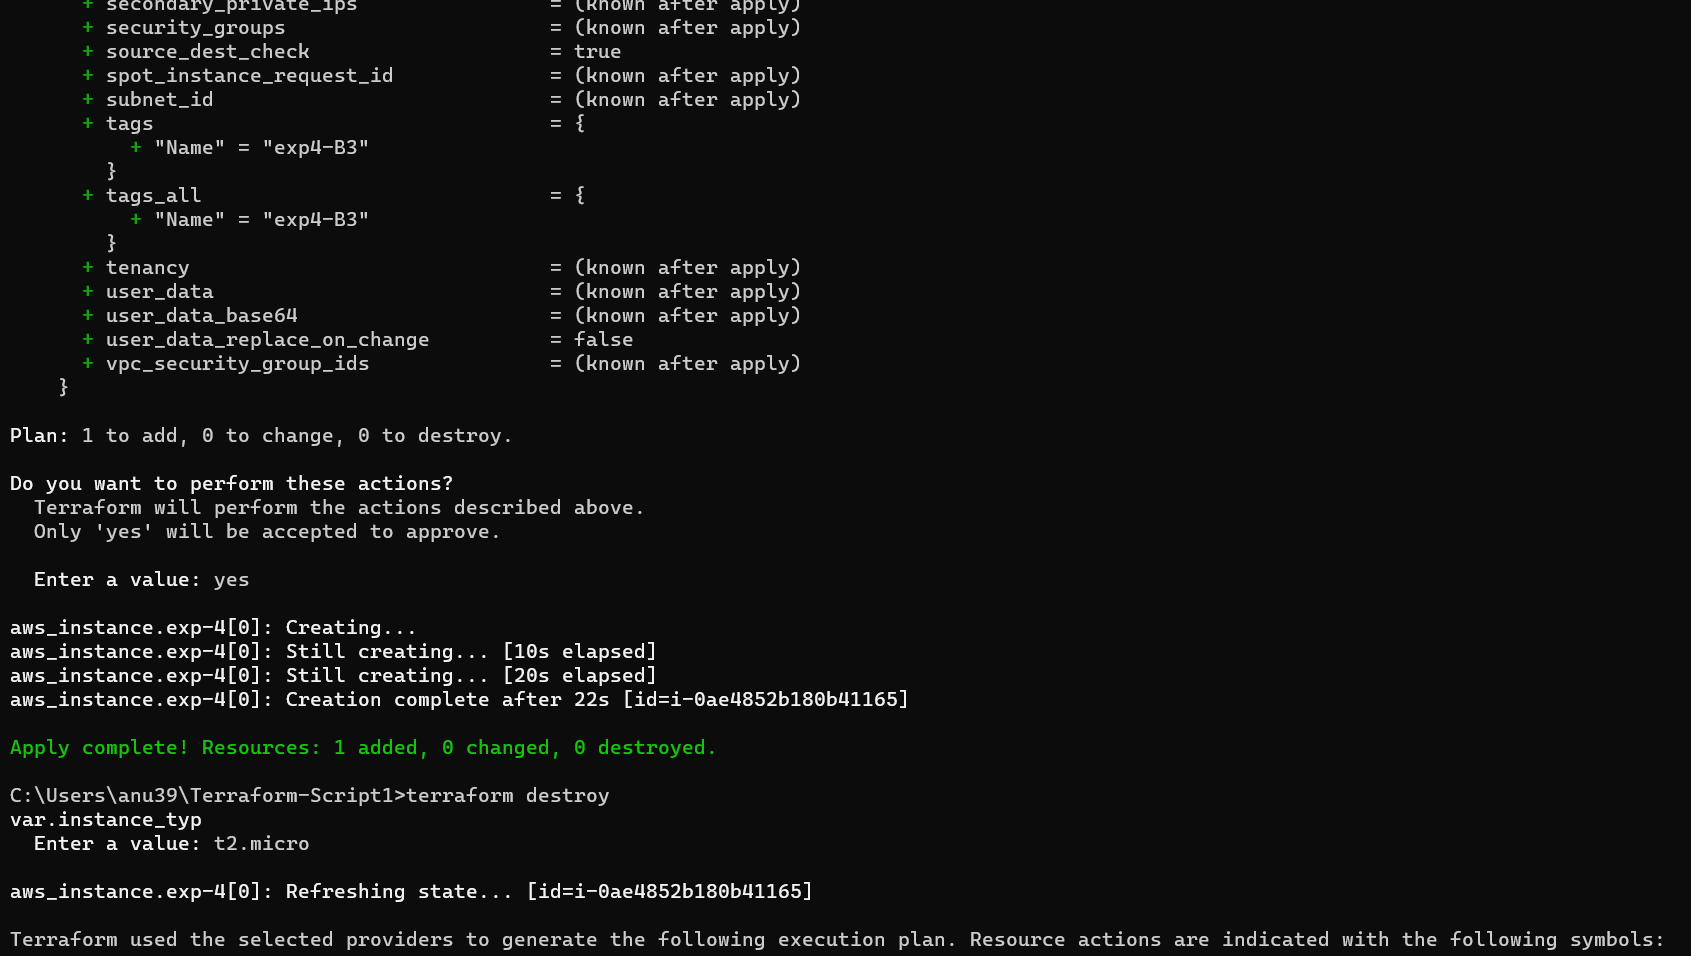 + secondary_private_ips = (known after apply)
+ security_groups = (known after apply)
+ source_dest_check = true
+ spot_instance_request_id = (known after apply)
+ subnet_id = (known after apply)
+ tags = {
+ "Name" = "exp4-B3"
}
+ tags_all = {
+ "Name" = "exp4-B3"
}
+ tenancy = (known after apply)
+ user_data = (known after apply)
+ user_data_base64 = (known after apply)
+ user_data_replace_on_change = false
+ vpc_security_group_ids = (known after apply)
}
Plan: 1 to add, 0 to change, 0 to destroy.
Do you want to perform these actions?
Terraform will perform the actions described above.
Only 'yes' will be accepted to approve.
Enter a value: yes
aws_instance.exp-4[0]: Creating...
aws_instance.exp-4[0]: Still creating... [10s elapsed]
aws_instance.exp-4[0]: Still creating... [20s elapsed]
aws_instance.exp-4[0]: Creation complete after 22s [id=i-0ae4852b180b41165]
Apply complete! Resources: 1 added, 0 changed, 0 destroyed.
C:\Users\anu39\Terraform-Script1>terraform destroy
var.instance_typ
Enter a value: t2.micro
aws_instance.exp-4[0]: Refreshing state... [id=i-0ae4852b180b41165]
Terraform used the selected providers to generate the following execution plan. Resource actions are indicated with the following symbols: